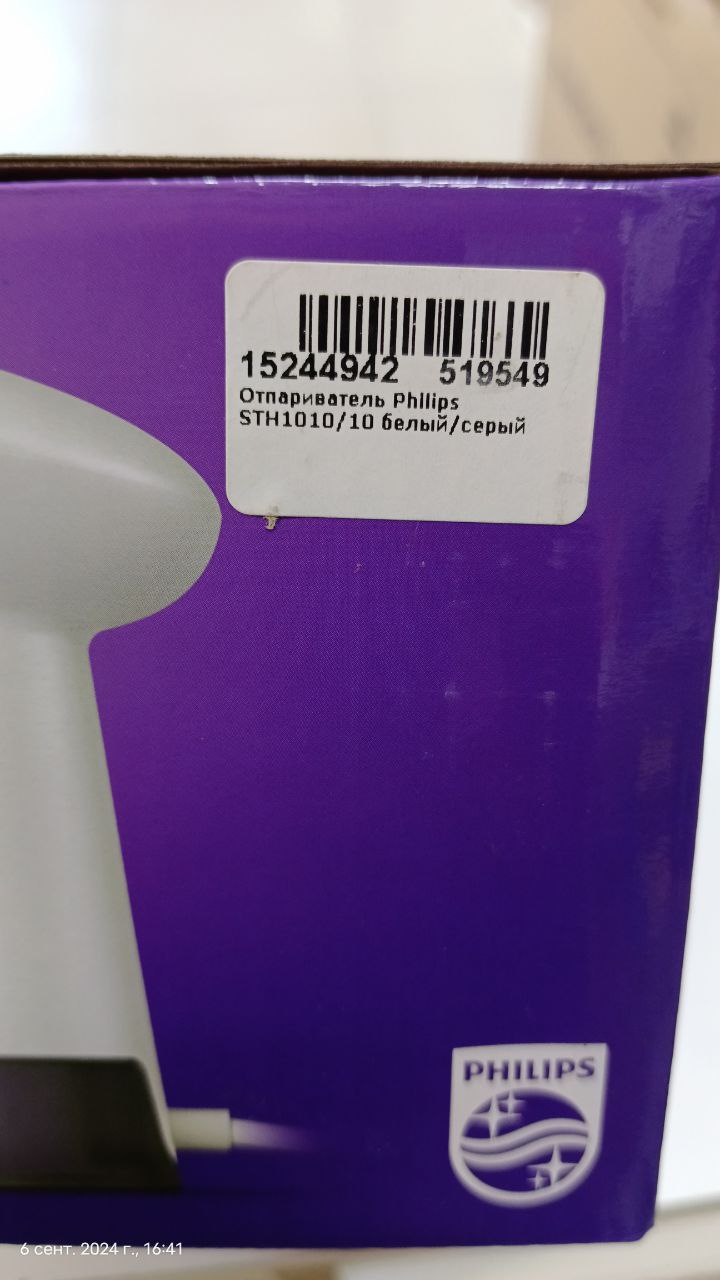 15244942 519549
Отпариватель Philips
STH1010/10 белый/серый
PHILIPS
6 сент. 2024 г., 16:41